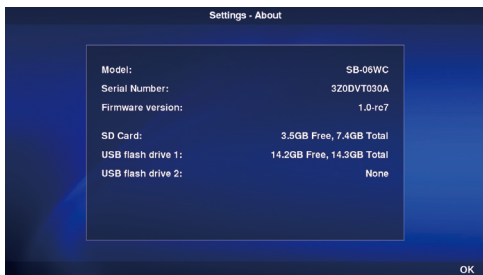 Settings - About
Model: SB-06WC
Serial Number: 3Z0DVT030A
Firmware version: 1.0-rc7
SD Card: 3.5GB Free, 7.4GB Total
USB flash drive 1: 14.2GB Free, 14.3GB Total
USB flash drive 2: None
OK